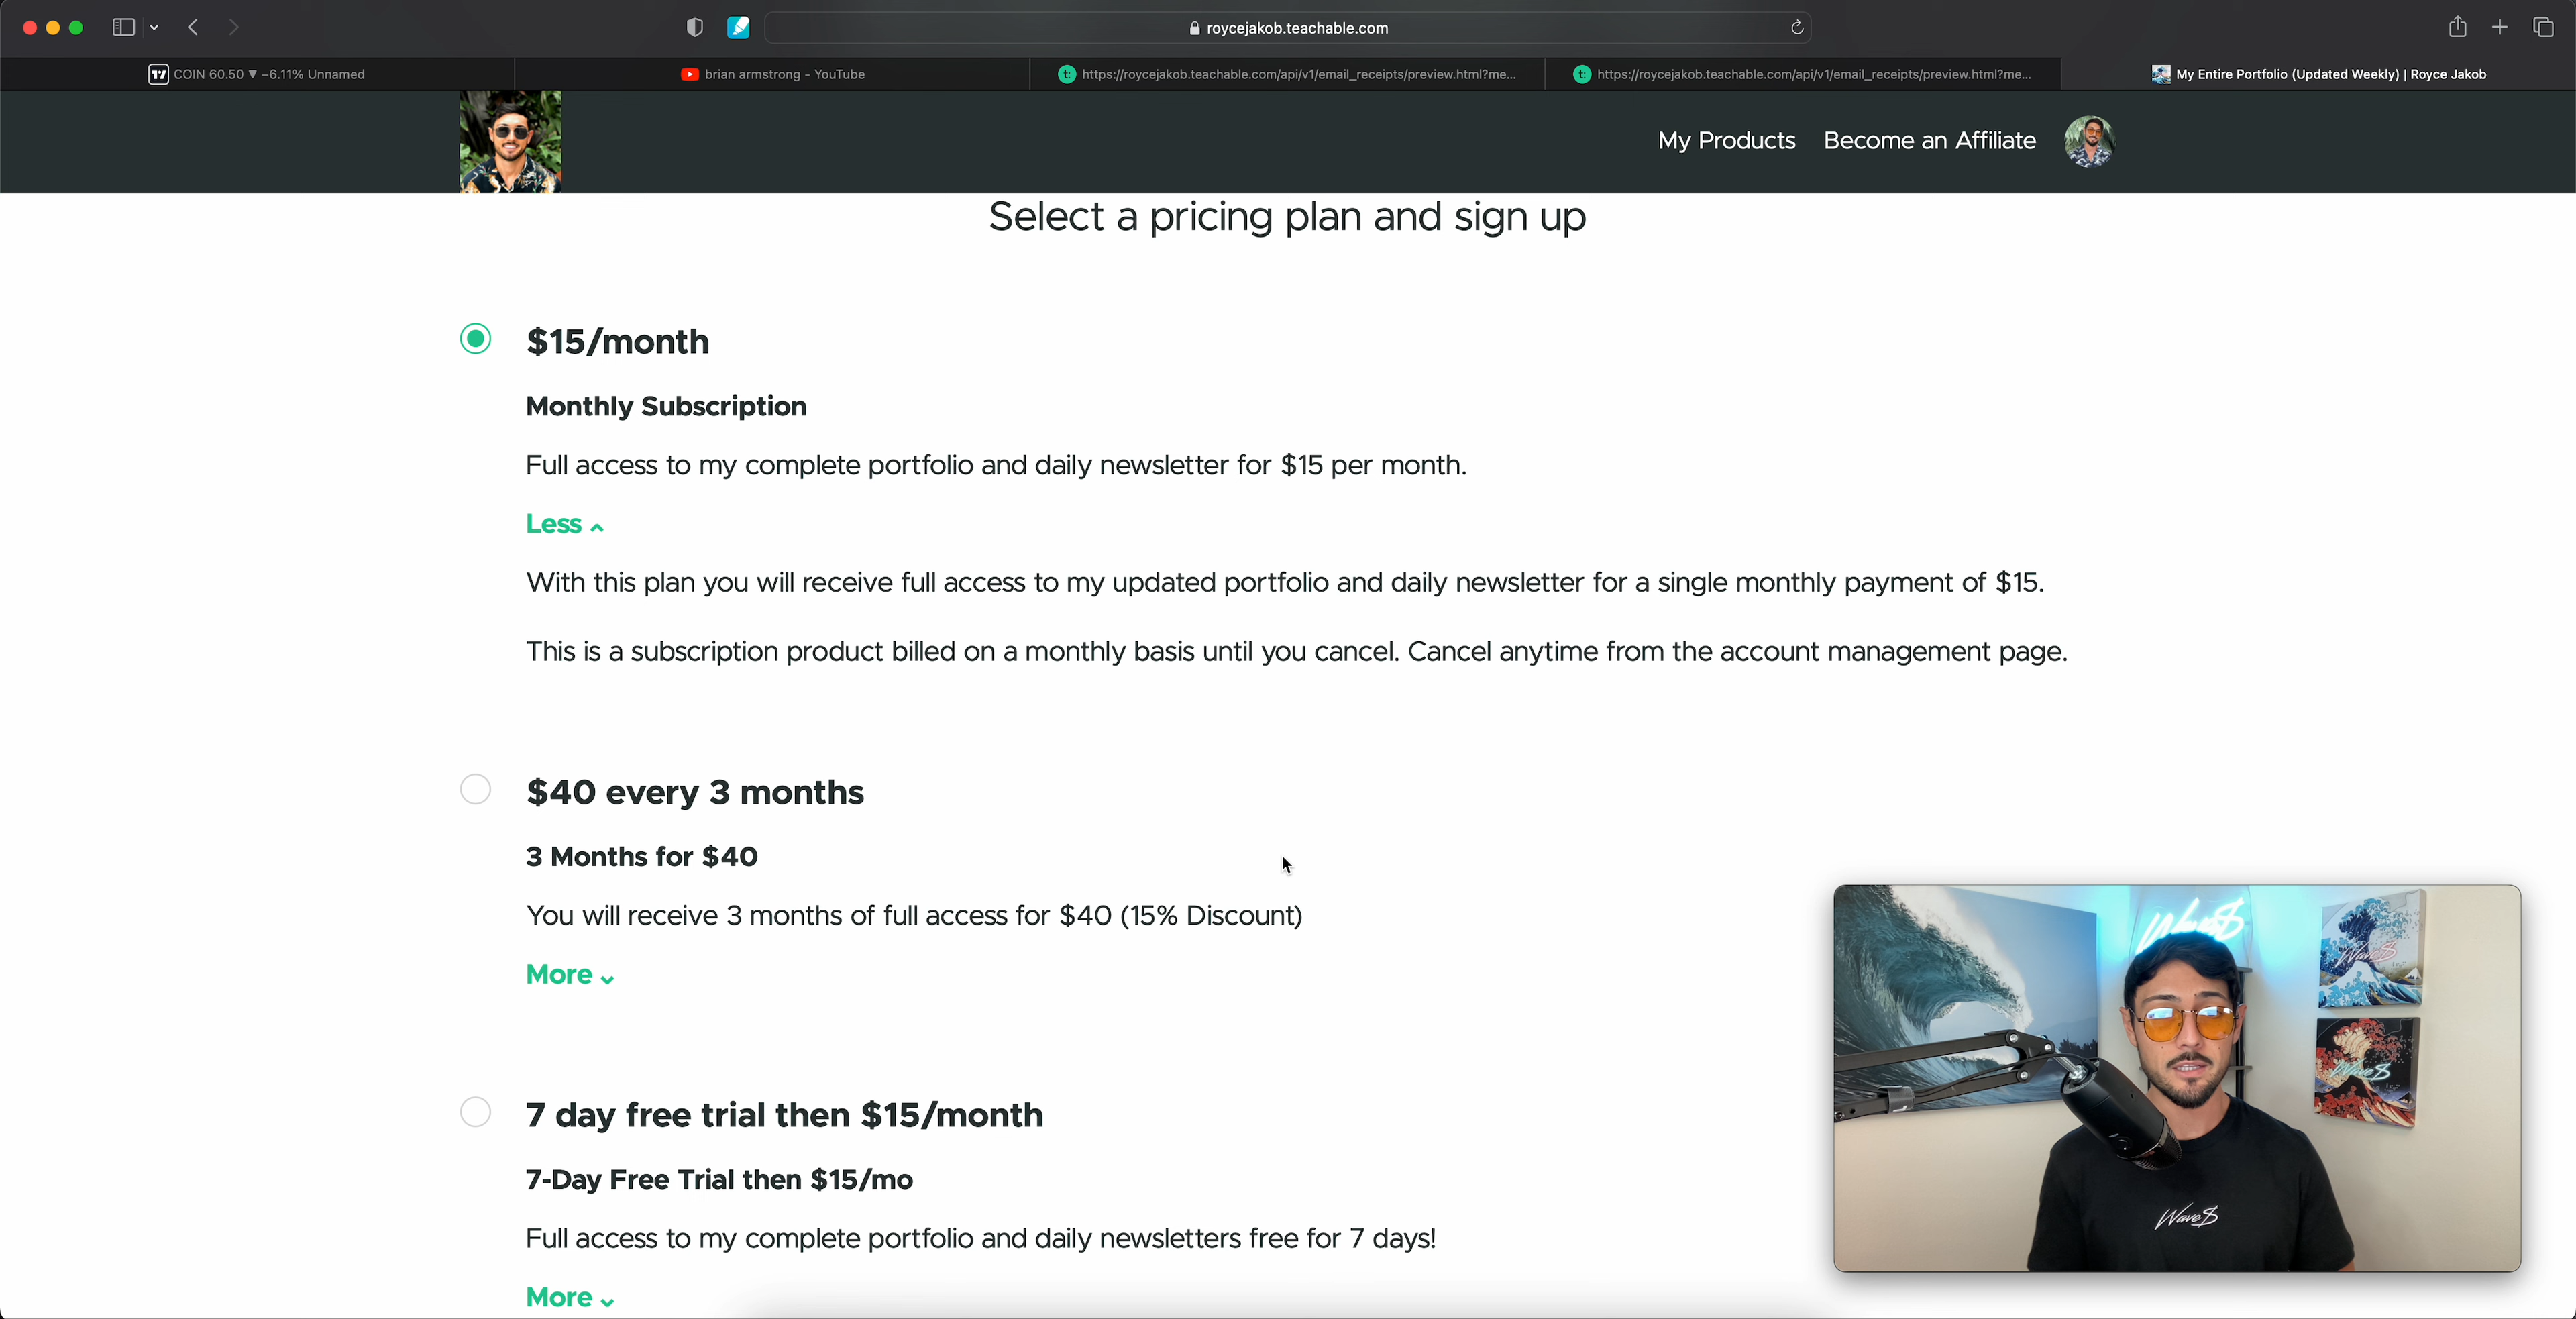 roycejakob.teachable.com
COIN 60.50 ▼ −6.11% Unnamed
brian armstrong - YouTube
https://roycejakob.teachable.com/api/v1/email_receipts/preview.html?me...
https://roycejakob.teachable.com/api/v1/email_receipts/preview.html?me...
My Entire Portfolio (Updated Weekly) | Royce Jakob
My Products
Become an Affiliate
Select a pricing plan and sign up
$15/month
Monthly Subscription
Full access to my complete portfolio and daily newsletter for $15 per month.
Less
With this plan you will receive full access to my updated portfolio and daily newsletter for a single monthly payment of $15.
This is a subscription product billed on a monthly basis until you cancel. Cancel anytime from the account management page.
$40 every 3 months
3 Months for $40
You will receive 3 months of full access for $40 (15% Discount)
More
7 day free trial then $15/month
7-Day Free Trial then $15/mo
Full access to my complete portfolio and daily newsletters free for 7 days!
More
Wave$
Wave$
Wave$
Wave$